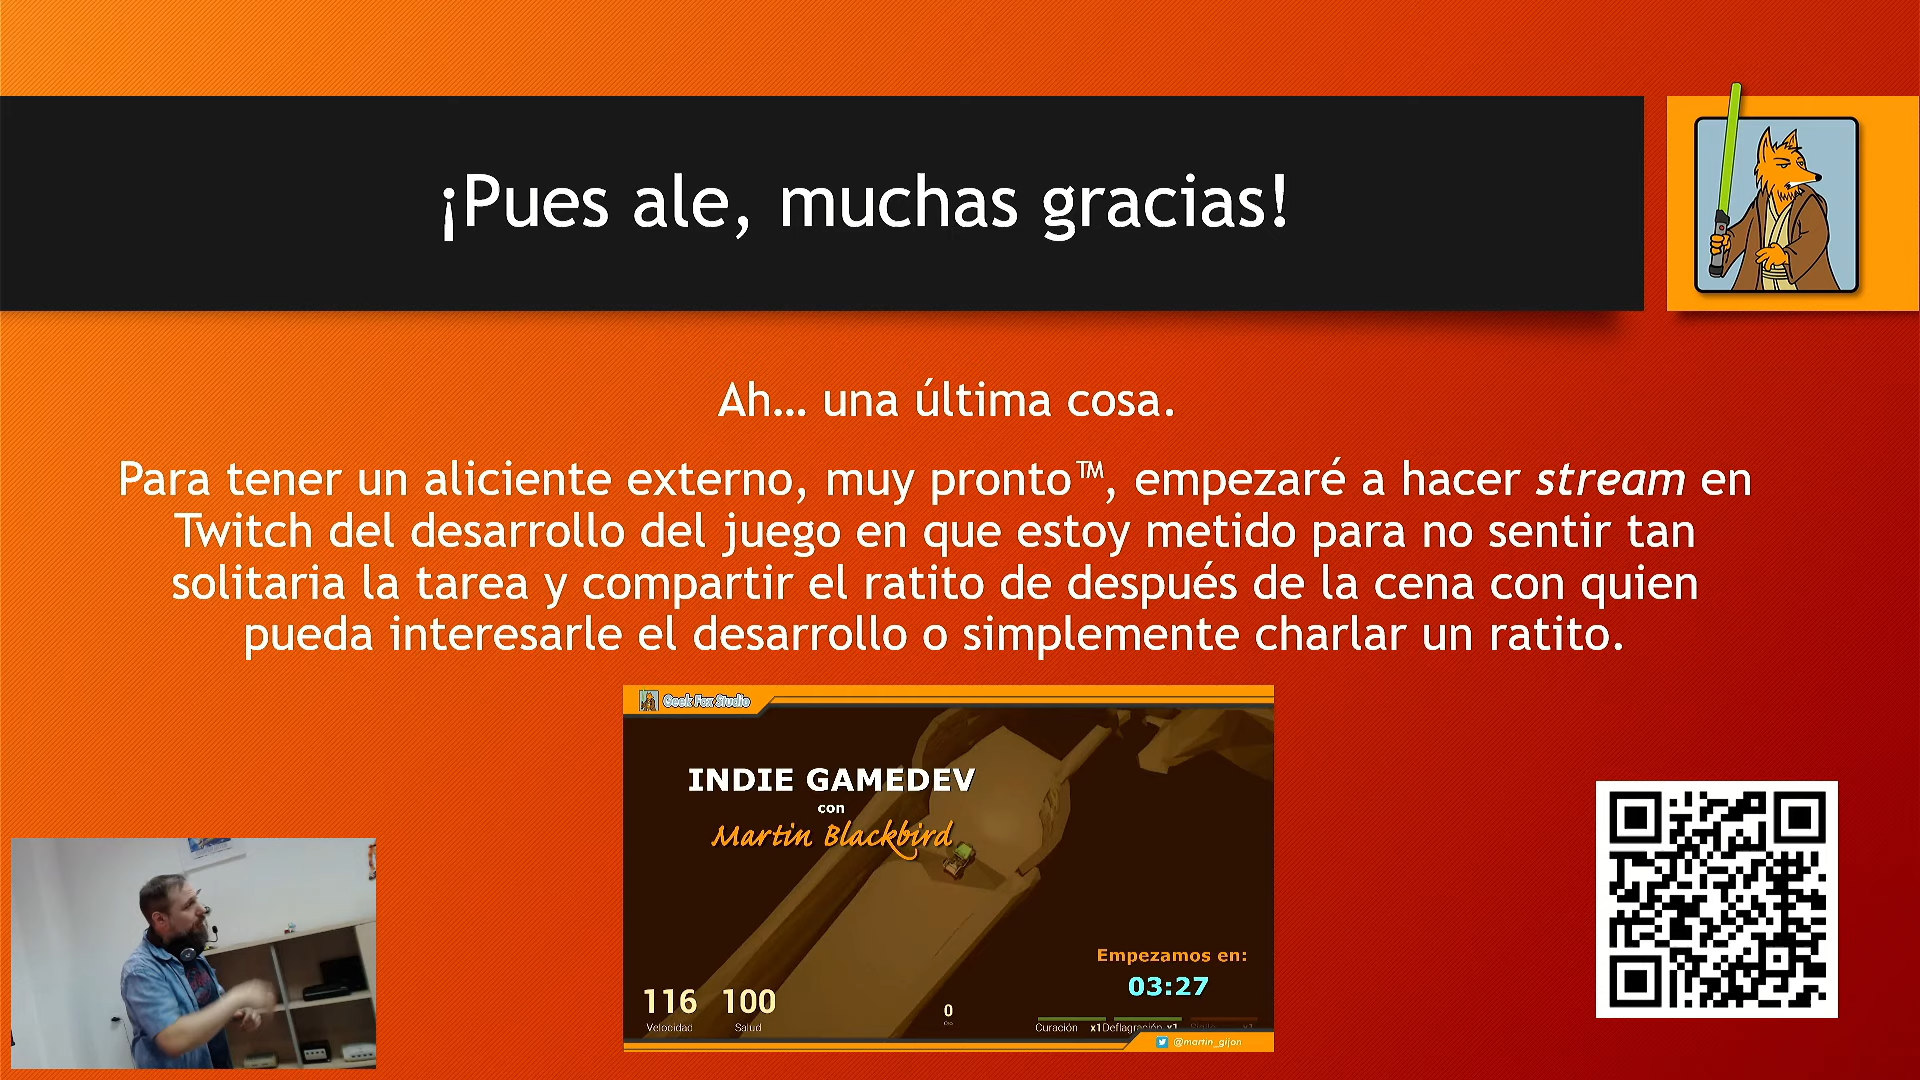 ¡Pues ale, muchas gracias!
Ah... una última cosa.
Para tener un aliciente externo, muy pronto™, empezaré a hacer stream en
Twitch del desarrollo del juego en que estoy metido para no sentir tan
solitaria la tarea y compartir el ratito de después de la cena con quien
pueda interesarle el desarrollo o simplemente charlar un ratito.
Geek Fox Studio
INDIE GAMEDEV
con
Martin Blackbird
Empezamos en:
03:27
116 100
Velocidad Salud
0
Curación x1 Deflagración x1 x1
@martin_gijon